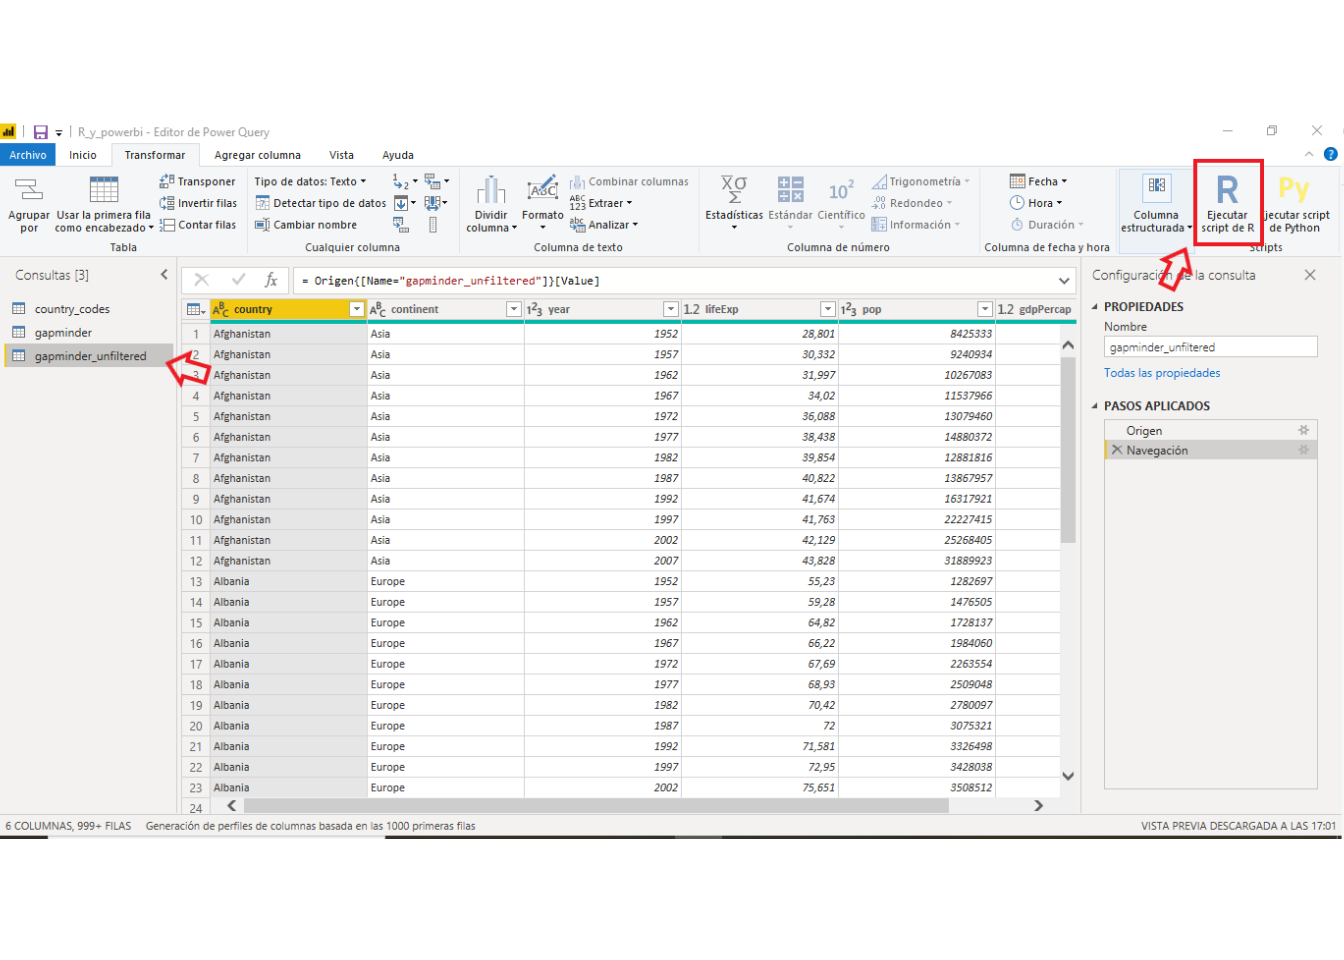 R_y_powerbi - Editor de Power Query
Archivo Inicio Transformar Agregar columna Vista Ayuda
Agrupar por
Usar la primera fila como encabezado
Transponer
Invertir filas
Contar filas
Tabla
Tipo de datos: Texto
Detectar tipo de datos
Cambiar nombre
Cualquier columna
Dividir columna
Formato
Combinar columnas
Extraer
Analizar
Columna de texto
Estadísticas
Estándar
Científico
Trigonometría
Redondeo
Información
Columna de número
Fecha
Hora
Duración
Columna de fecha y hora
Columna estructurada
R
Ejecutar script de R
Py
script
de Python
Consultas [3]
country_codes
gapminder
gapminder_unfiltered
fx
= Origen{[Name="gapminder_unfiltered"]}[Value]
country continent year lifeExp pop gdpPercap
1 Afghanistan Asia 1952 28,801 8425333
2 Afghanistan Asia 1957 30,332 9240934
3 Afghanistan Asia 1962 31,997 10267083
4 Afghanistan Asia 1967 34,02 11537966
5 Afghanistan Asia 1972 36,088 13079460
6 Afghanistan Asia 1977 38,438 14880372
7 Afghanistan Asia 1982 39,854 12881816
8 Afghanistan Asia 1987 40,822 13867957
9 Afghanistan Asia 1992 41,674 16317921
10 Afghanistan Asia 1997 41,763 22227415
11 Afghanistan Asia 2002 42,129 25268405
12 Afghanistan Asia 2007 43,828 31889923
13 Albania Europe 1952 55,23 1282697
14 Albania Europe 1957 59,28 1476505
15 Albania Europe 1962 64,82 1728137
16 Albania Europe 1967 66,22 1984060
17 Albania Europe 1972 67,69 2263554
18 Albania Europe 1977 68,93 2509048
19 Albania Europe 1982 70,42 2780097
20 Albania Europe 1987 72 3075321
21 Albania Europe 1992 71,581 3326498
22 Albania Europe 1997 72,95 3428038
23 Albania Europe 2002 75,651 3508512
24
Configuración de la consulta
PROPIEDADES
Nombre
gapminder_unfiltered
Todas las propiedades
PASOS APLICADOS
Origen
Navegación
6 COLUMNAS, 999+ FILAS Generación de perfiles de columnas basada en las 1000 primeras filas
VISTA PREVIA DESCARGADA A LAS 17:01